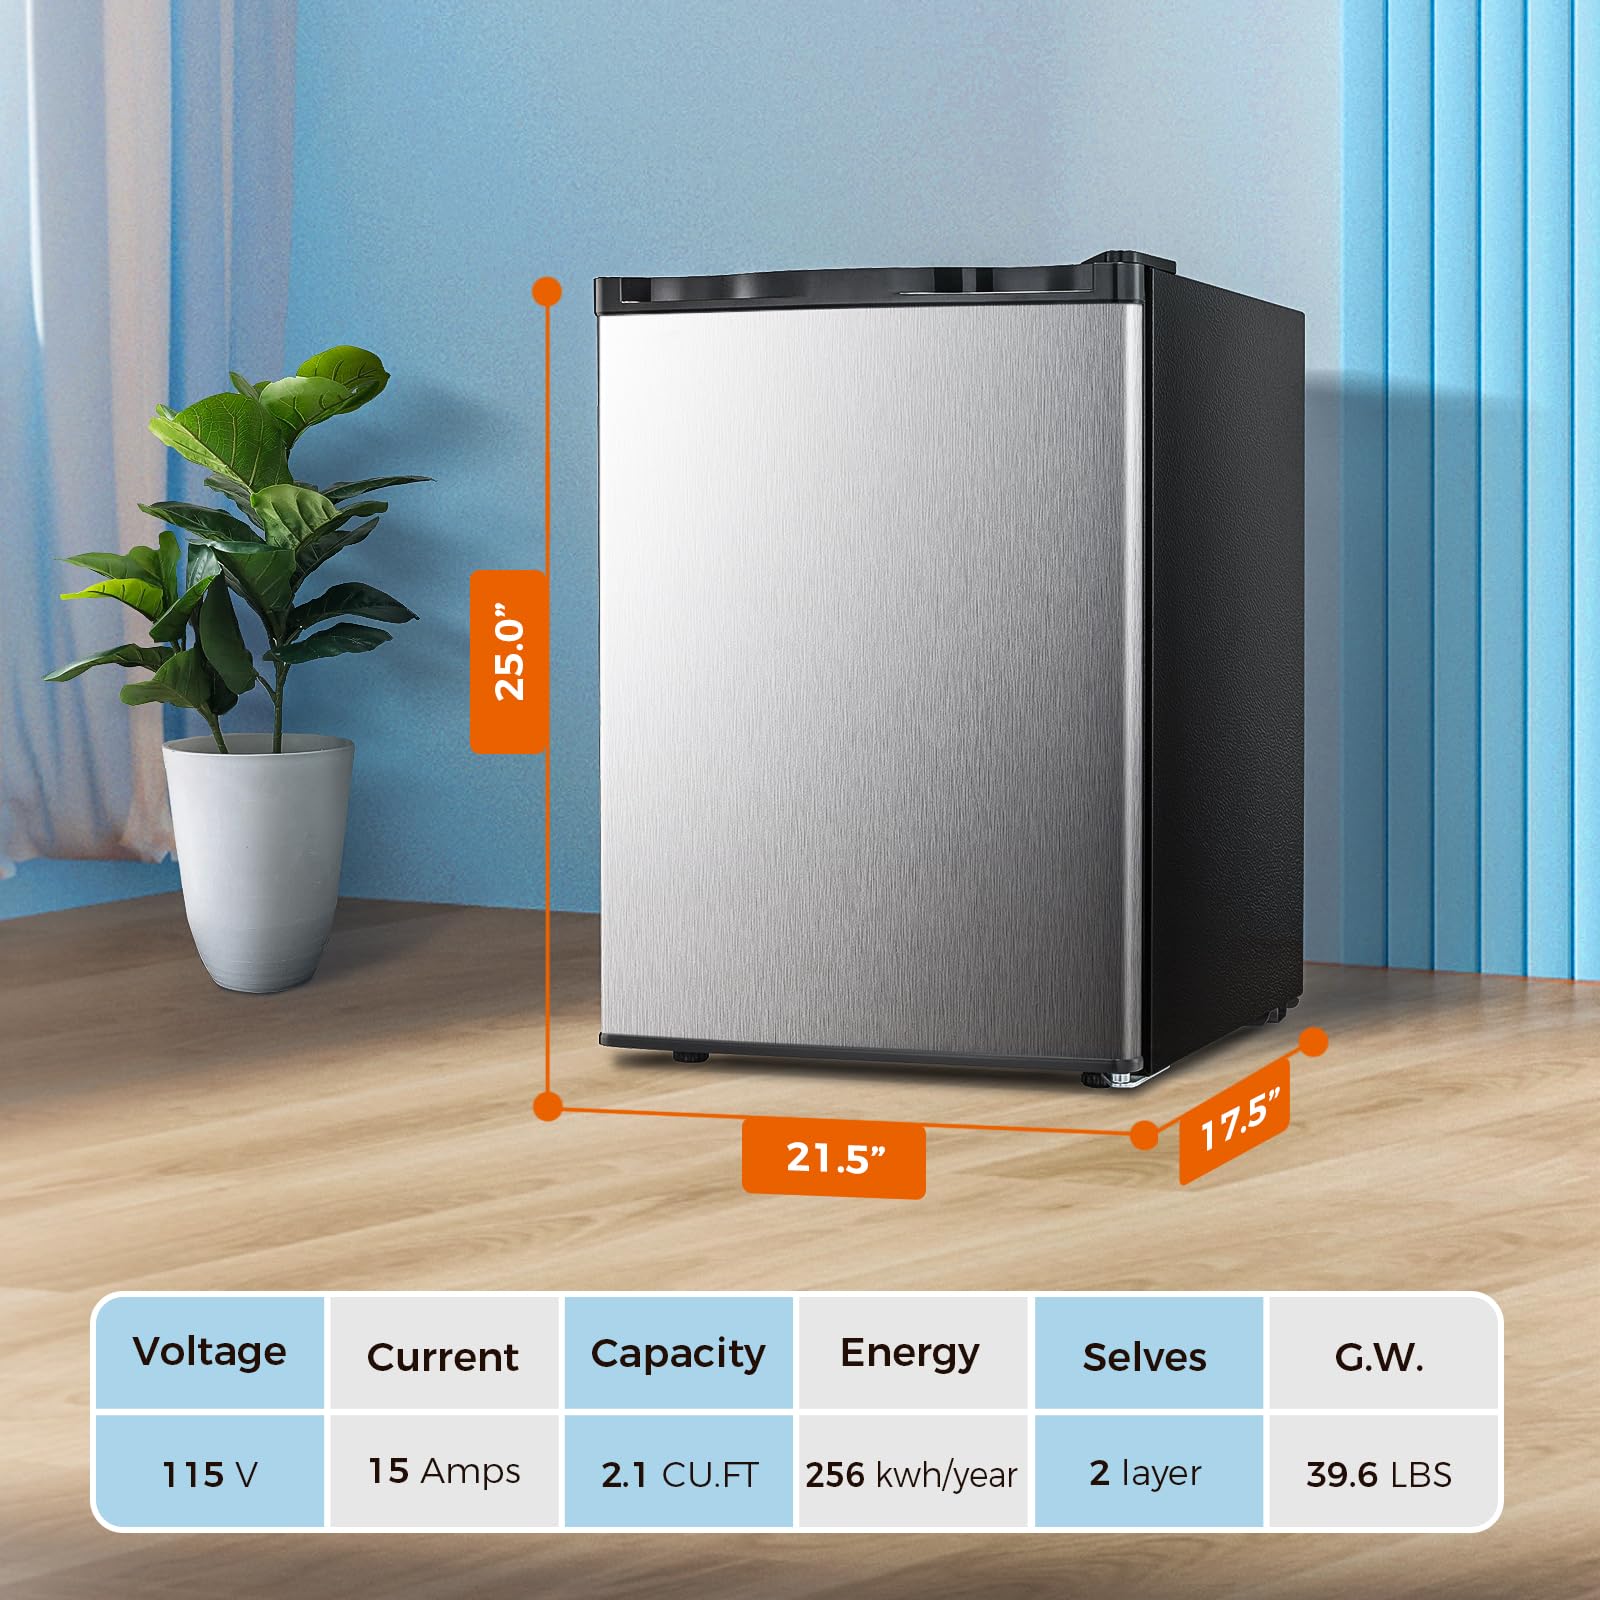 25.0”
21.5”
17.5”
Voltage Current Capacity Energy Selves G.W.
115 V 15 Amps 2.1 CU.FT 256 kwh/year 2 layer 39.6 LBS